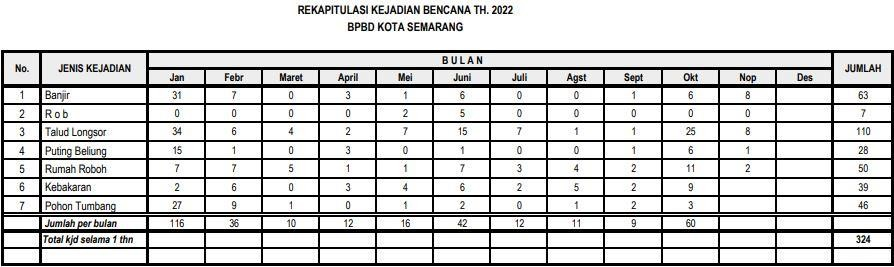 REKAPITULASI KEJADIAN BENCANA TH. 2022
BPBD KOTA SEMARANG
No. JENIS KEJADIAN B U L A N JUMLAH
Jan Febr Maret April Mei Juni Juli Agst Sept Okt Nop Des
1 Banjir 31 7 0 3 1 6 0 0 1 6 8 63
2 R o b 0 0 0 0 2 5 0 0 0 0 0 7
3 Talud Longsor 34 6 4 2 7 15 7 1 1 25 8 110
4 Puting Beliung 15 1 0 3 0 1 0 0 1 6 1 28
5 Rumah Roboh 7 7 5 1 1 7 3 4 2 11 2 50
6 Kebakaran 2 6 0 3 4 6 2 5 2 9 39
7 Pohon Tumbang 27 9 1 0 1 2 0 1 2 3 46
Jumlah per bulan 116 36 10 12 16 42 12 11 9 60
Total kjd selama 1 thn 324